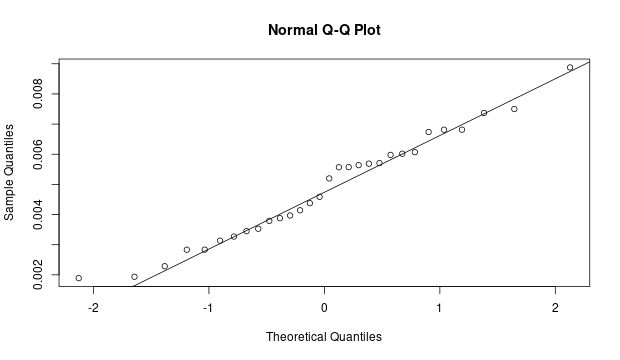 Normal Q-Q Plot
Sample Quantiles
0.008
0.006
0.004
0.002
-2 -1 0 1 2
Theoretical Quantiles